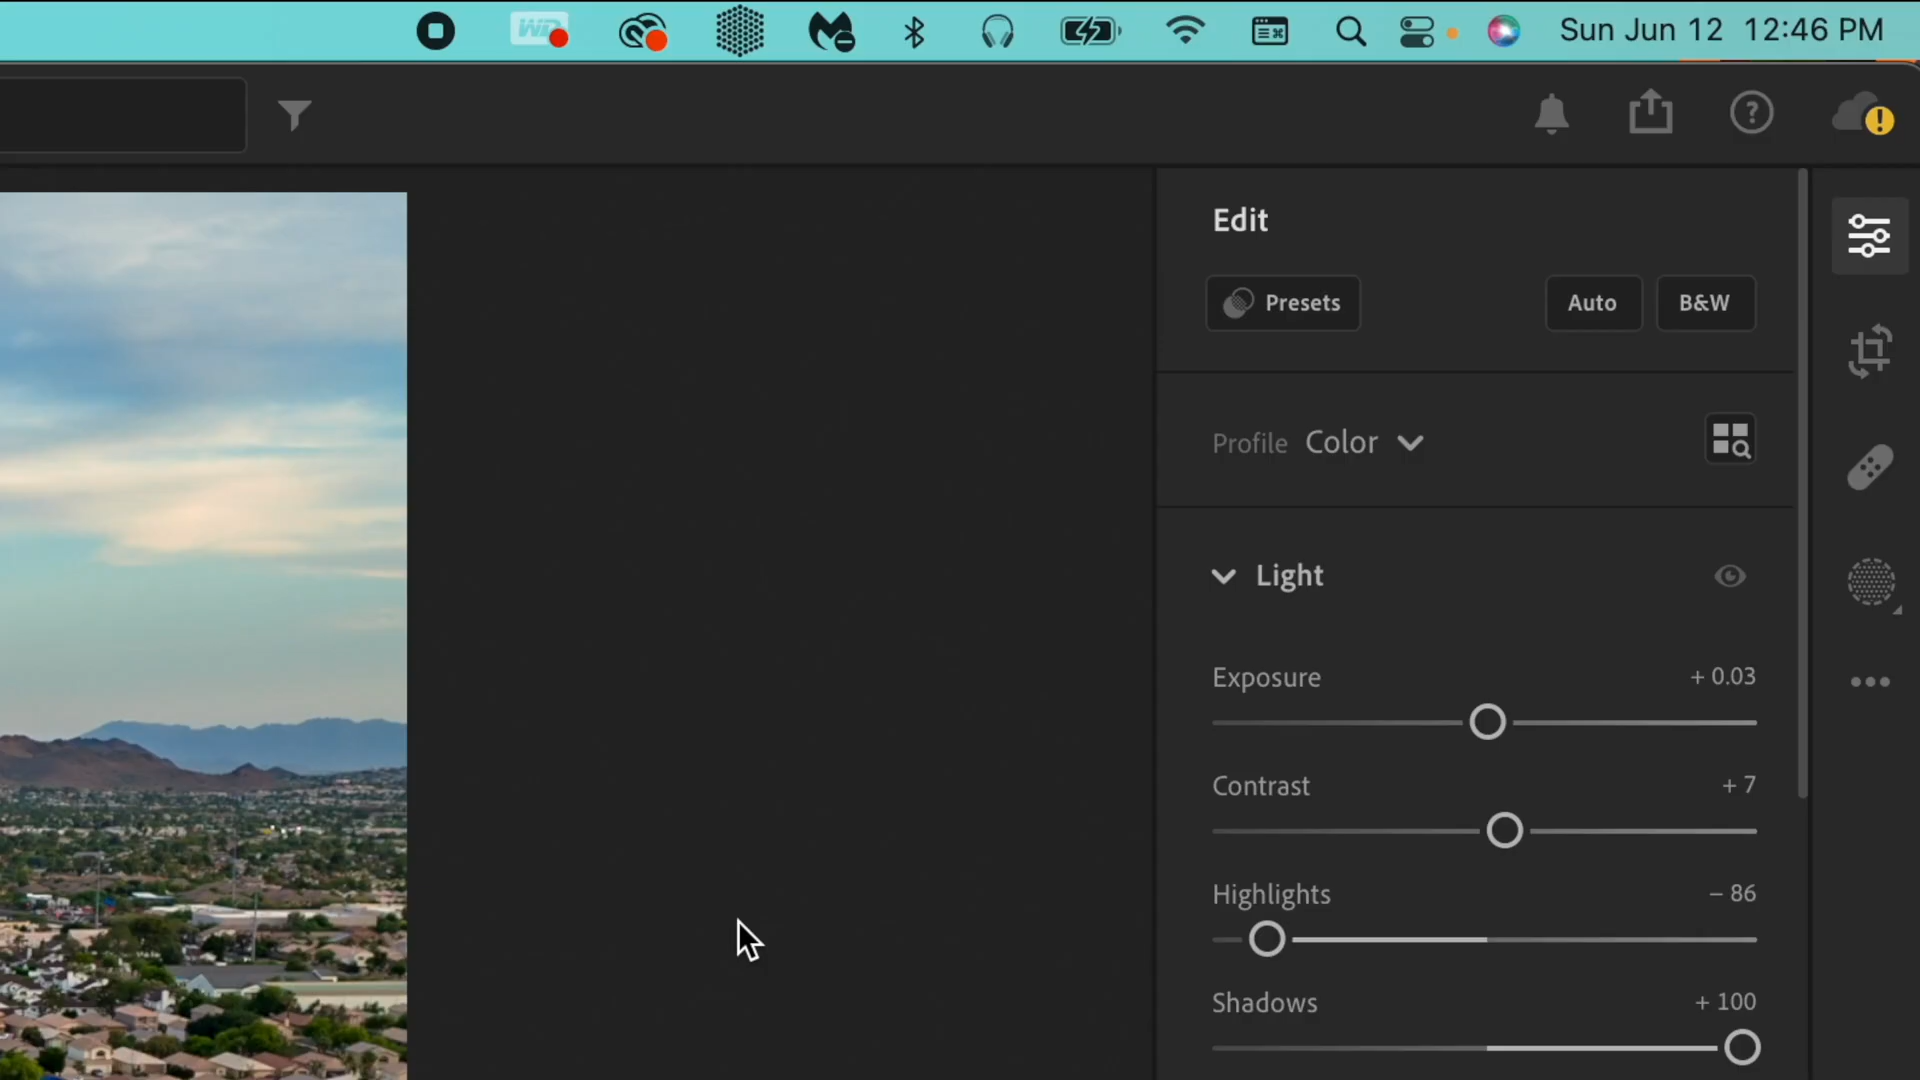 WD
Sun Jun 12 12:46 PM
Edit
Presets
Auto
B&W
Profile Color
Light
Exposure + 0.03
Contrast + 7
Highlights − 86
Shadows + 100